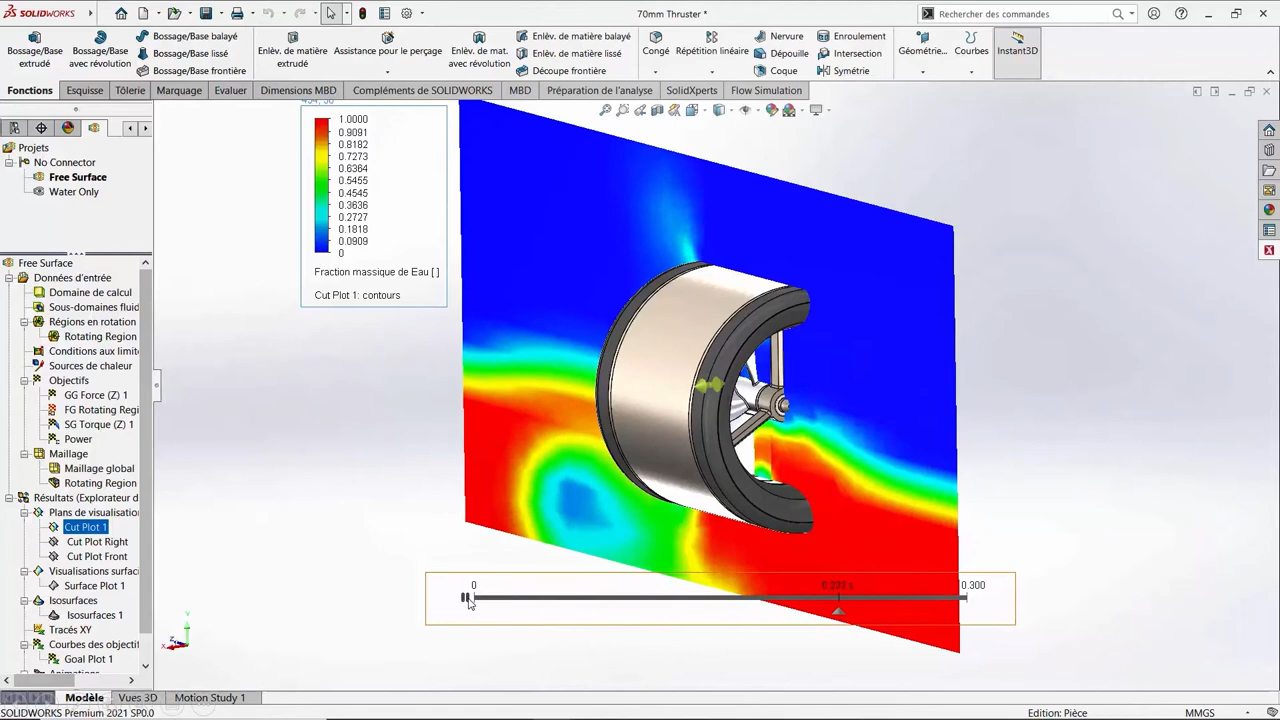 SOLIDWORKS
70mm Thruster *
Rechercher des commandes
Bossage/Base extrudé
Bossage/Base avec révolution
Bossage/Base balayé
Bossage/Base lissé
Bossage/Base frontière
Enlèv. de matière extrudé
Assistance pour le perçage
Enlèv. de mat. avec révolution
Enlèv. de matière balayé
Enlèv. de matière lissé
Découpe frontière
Congé
Répétition linéaire
Nervure
Dépouille
Coque
Enroulement
Intersection
Symétrie
Géométrie...
Courbes
Instant3D
Fonctions
Esquisse
Tôlerie
Marquage
Evaluer
Dimensions MBD
Compléments de SOLIDWORKS
MBD
Préparation de l'analyse
SolidXperts
Flow Simulation
Projets
No Connector
Free Surface
Water Only
Free Surface
Données d'entrée
Domaine de calcul
Sous-domaines fluid
Régions en rotation
Rotating Region
Conditions aux limite
Sources de chaleur
Objectifs
GG Force (Z) 1
FG Rotating Regi
SG Torque (Z) 1
Power
Maillage
Maillage global
Rotating Region
Résultats (Explorateur d
Plans de visualisation
Cut Plot 1
Cut Plot Right
Cut Plot Front
Visualisations surface
Surface Plot 1
Isosurfaces
Isosurfaces 1
Tracés XY
Courbes des objectif
Goal Plot 1
1.0000
0.9091
0.8182
0.7273
0.6364
0.5455
0.4545
0.3636
0.2727
0.1818
0.0909
0
Fraction massique de Eau [ ]
Cut Plot 1: contours
0
0.222 s
0.300
Y
X
Z
Modèle
Vues 3D
Motion Study 1
SOLIDWORKS Premium 2021 SP0.0
Edition: Pièce
MMGS